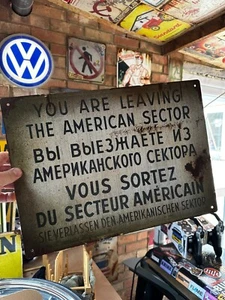 YOU ARE LEAVING
THE AMERICAN SECTOR
ВЫ ВЫЕЗЖАЕТЕ ИЗ
АМЕРИКАНСКОГО СЕКТОРА
VOUS SORTEZ
DU SECTEUR AMÉRICAIN
SIE VERLASSEN DEN AMERIKANISCHEN SEKTOR